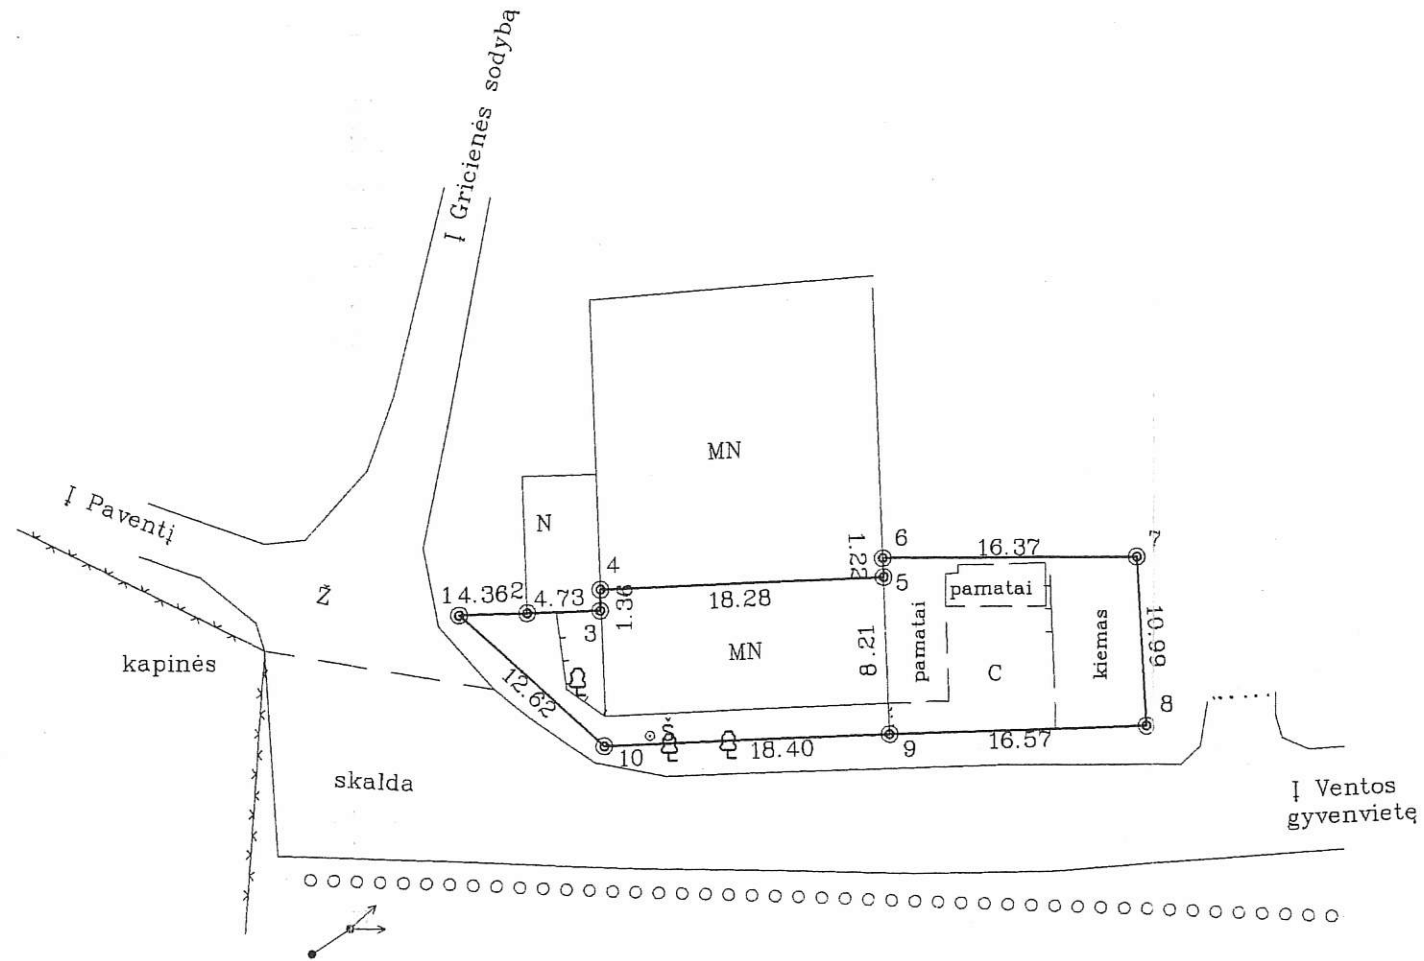 Į Gricienės sodybą
Į Paventį
MN
N
Ž
kapinės
skalda
4
6
7
1.22
16.37
5
1
4.36
2
4.73
3
1.36
18.28
pamatai
MN
8.21
pamatai
C
kiemas
10.99
12.62
8
Š
10
18.40
9
16.57
Į Ventos
gyvenvietę